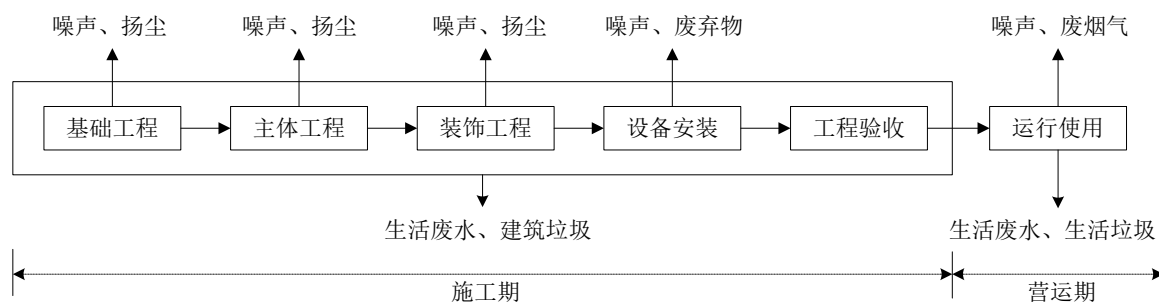 噪声、扬尘
噪声、扬尘
噪声、扬尘
噪声、废弃物
噪声、废烟气
基础工程
主体工程
装饰工程
设备安装
工程验收
运行使用
生活废水、建筑垃圾
生活废水、生活垃圾
施工期
营运期